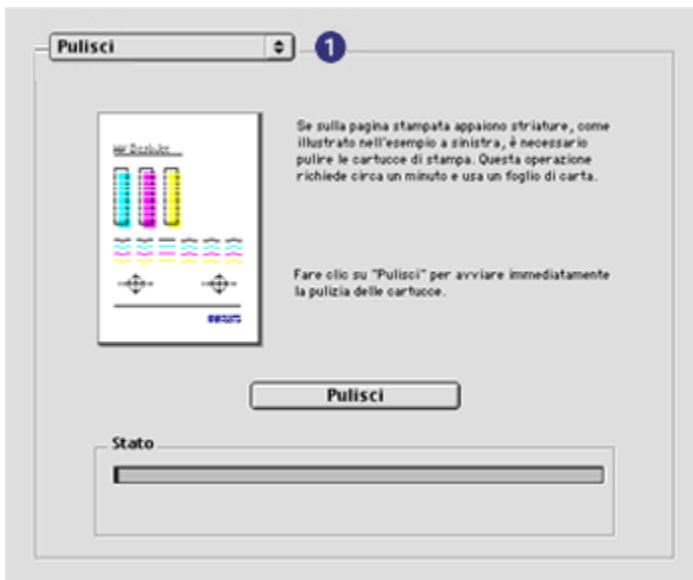 Pulisci
1
Se sulla pagina stampata appaiono striature, come
illustrato nell'esempio a sinistra, è necessario
pulire le cartucce di stampa. Questa operazione
richiede circa un minuto e usa un foglio di carta.
Fare clic su "Pulisci" per avviare immediatamente
la pulizia delle cartucce.
Pulisci
Stato